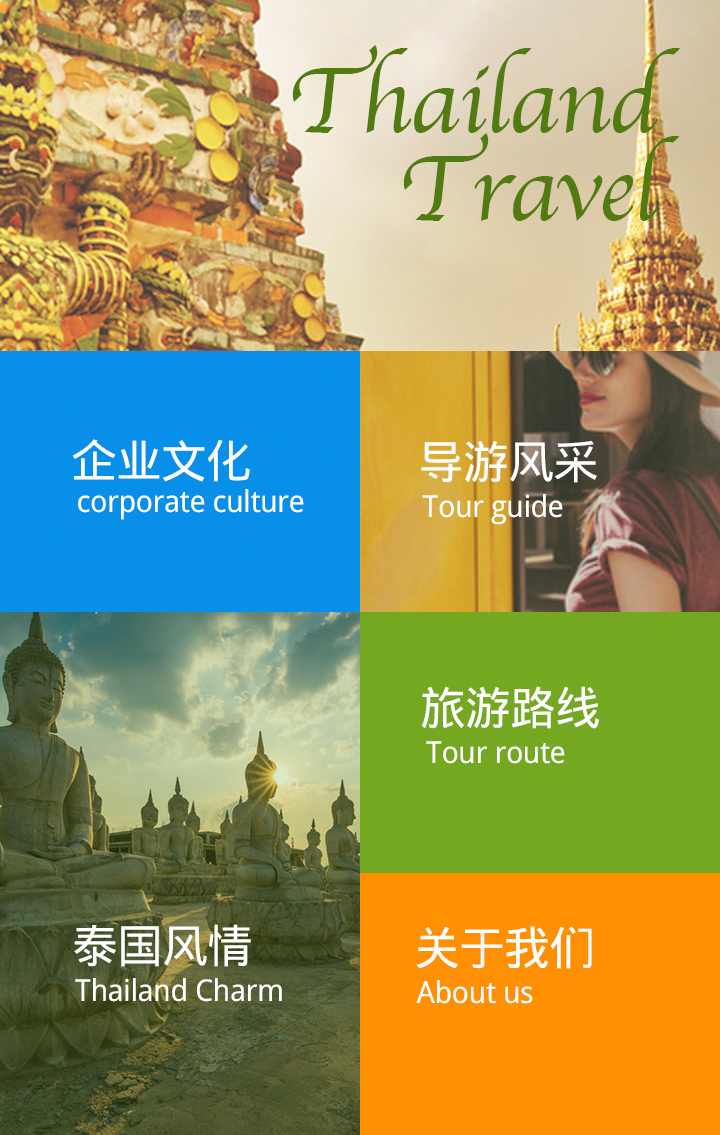 Thailand
Travel
企业文化
corporate culture
导游风采
Tour guide
旅游路线
Tour route
泰国风情
Thailand Charm
关于我们
About us